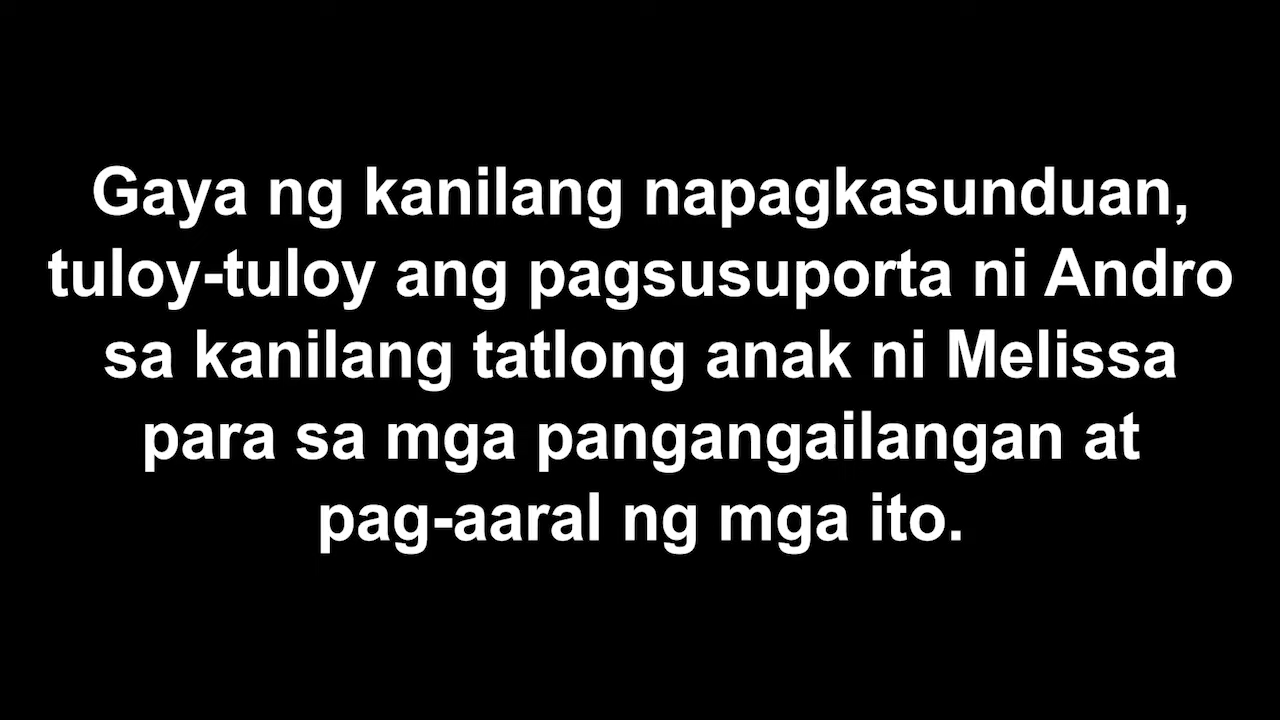 Gaya ng kanilang napagkasunduan,
tuloy-tuloy ang pagsusuporta ni Andro
sa kanilang tatlong anak ni Melissa
para sa mga pangangailangan at
pag-aaral ng mga ito.